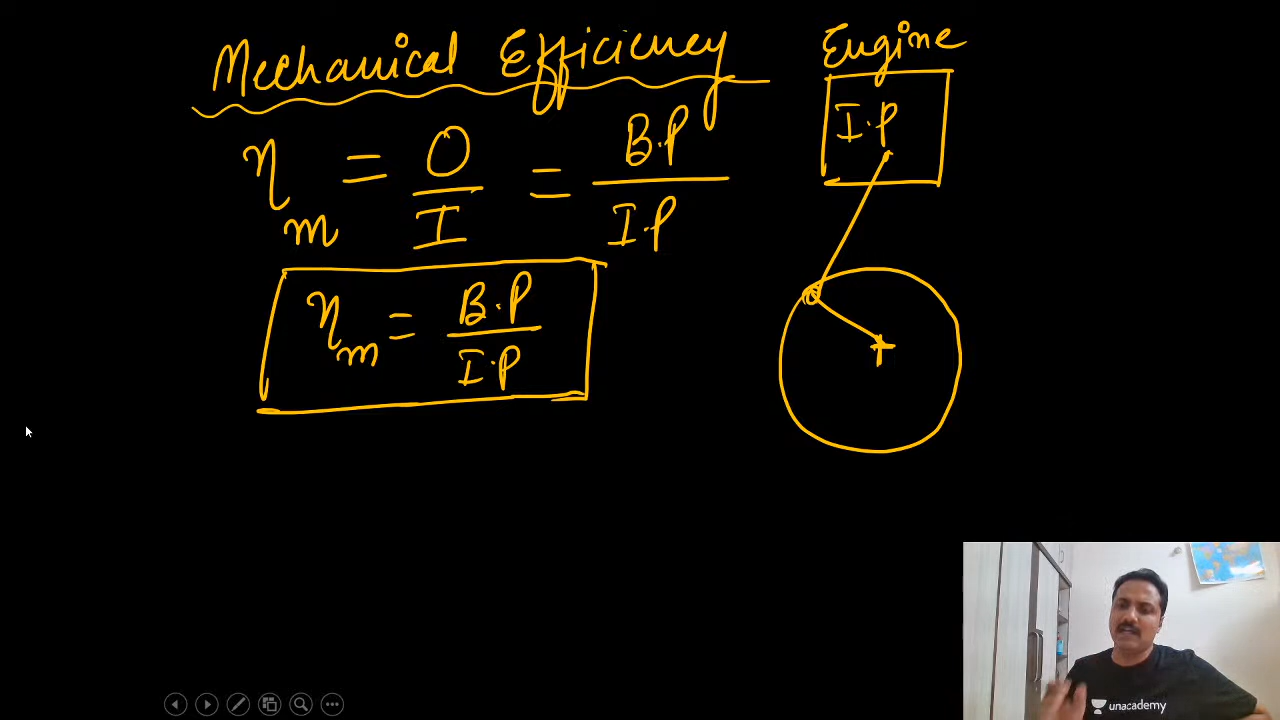 Mechanical Efficiency
η m = O / I = B.P / I.P
η m = B.P / I.P
Engine
I.P
unacademy